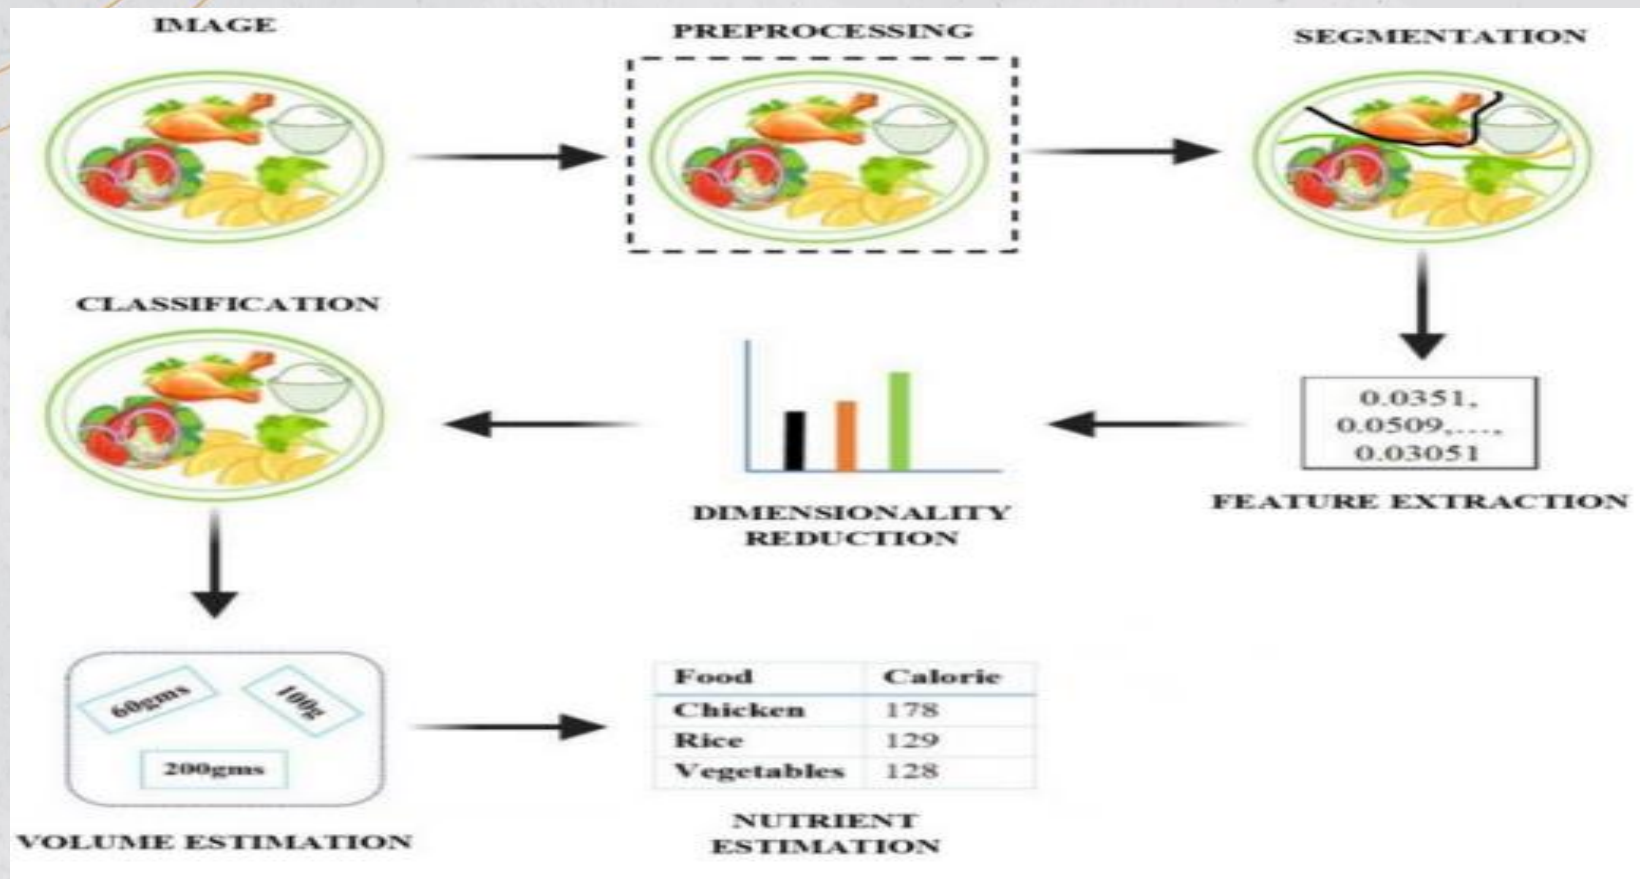 IMAGE
PREPROCESSING
SEGMENTATION
CLASSIFICATION
0.0351,
0.0509,...,
0.03051
FEATURE EXTRACTION
DIMENSIONALITY
REDUCTION
60gms
100g
200gms
VOLUME ESTIMATION
Food Calorie
Chicken 178
Rice 129
Vegetables 128
NUTRIENT
ESTIMATION